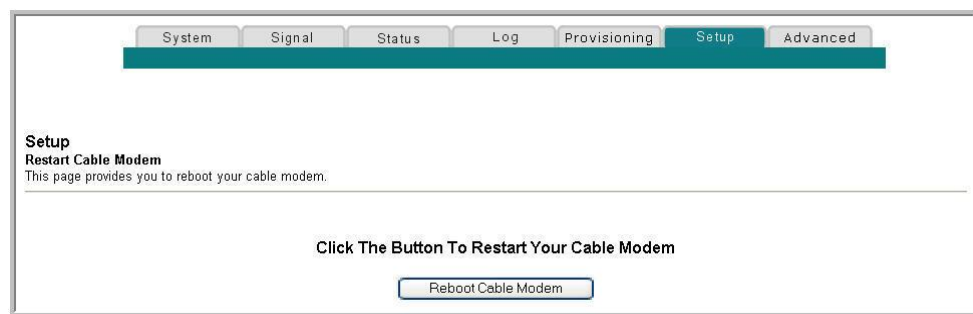 System Signal Status Log Provisioning Setup Advanced
Setup
Restart Cable Modem
This page provides you to reboot your cable modem.
Click The Button To Restart Your Cable Modem
Reboot Cable Modem